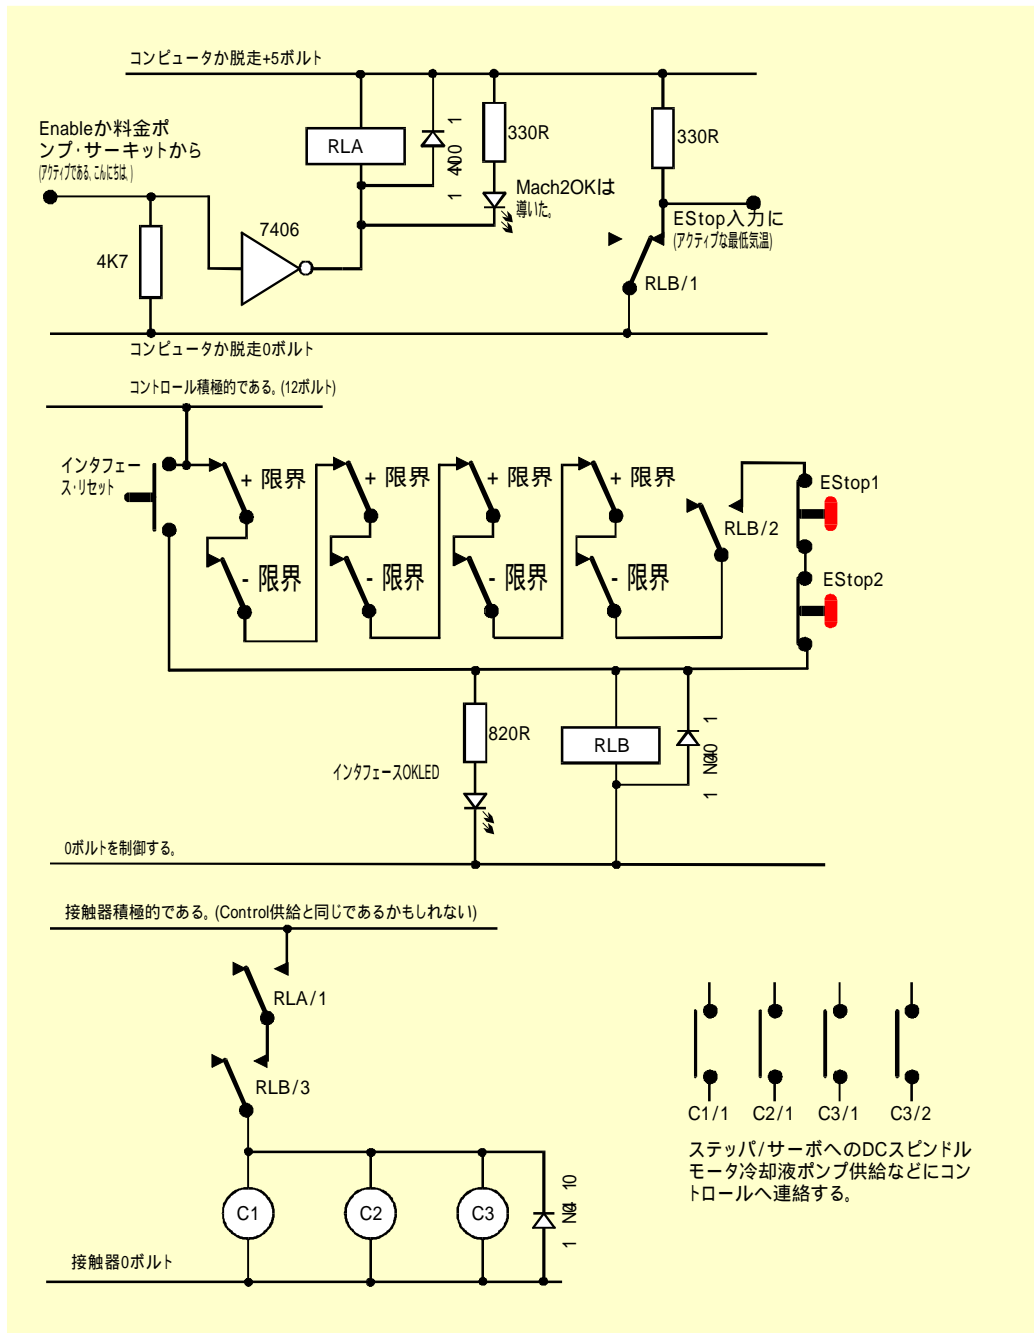 コンピュータか脱走+5ボルト
Enableか料金ポ
ンプ・サーキットから
(アクティブである、こんにちは、)
RLA
330R
330R
Mach2OKは
導いた。
EStop入力に
(アクティブな最低気温)
7406
4K7
RLB/1
コンピュータか脱走0ボルト
コントロール積極的である。(12ボルト)
インタフェー
ス・リセット
+ 限界
+ 限界
+ 限界
+ 限界
EStop1
RLB/2
- 限界
- 限界
- 限界
- 限界
EStop2
820R
RLB
インタフェースOKLED
0ボルトを制御する。
接触器積極的である。(Control供給と同じであるかもしれない)
RLA/1
RLB/3
C1/1
C2/1
C3/1
C3/2
ステッパ/サーボへのDCスピンドル
モータ冷却液ポンプ供給などにコン
トロールへ連絡する。
C1
C2
C3
接触器0ボルト